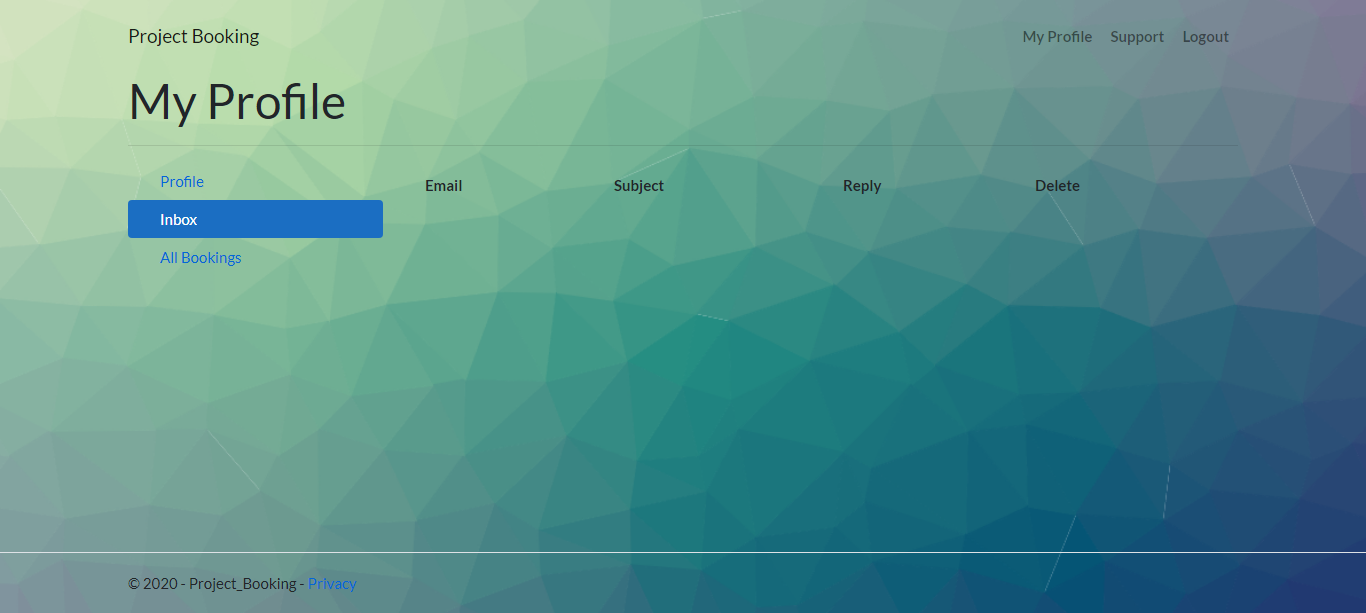 Project Booking
My Profile Support Logout
My Profile
Profile
Inbox
All Bookings
Email Subject Reply Delete
© 2020 - Project_Booking - Privacy